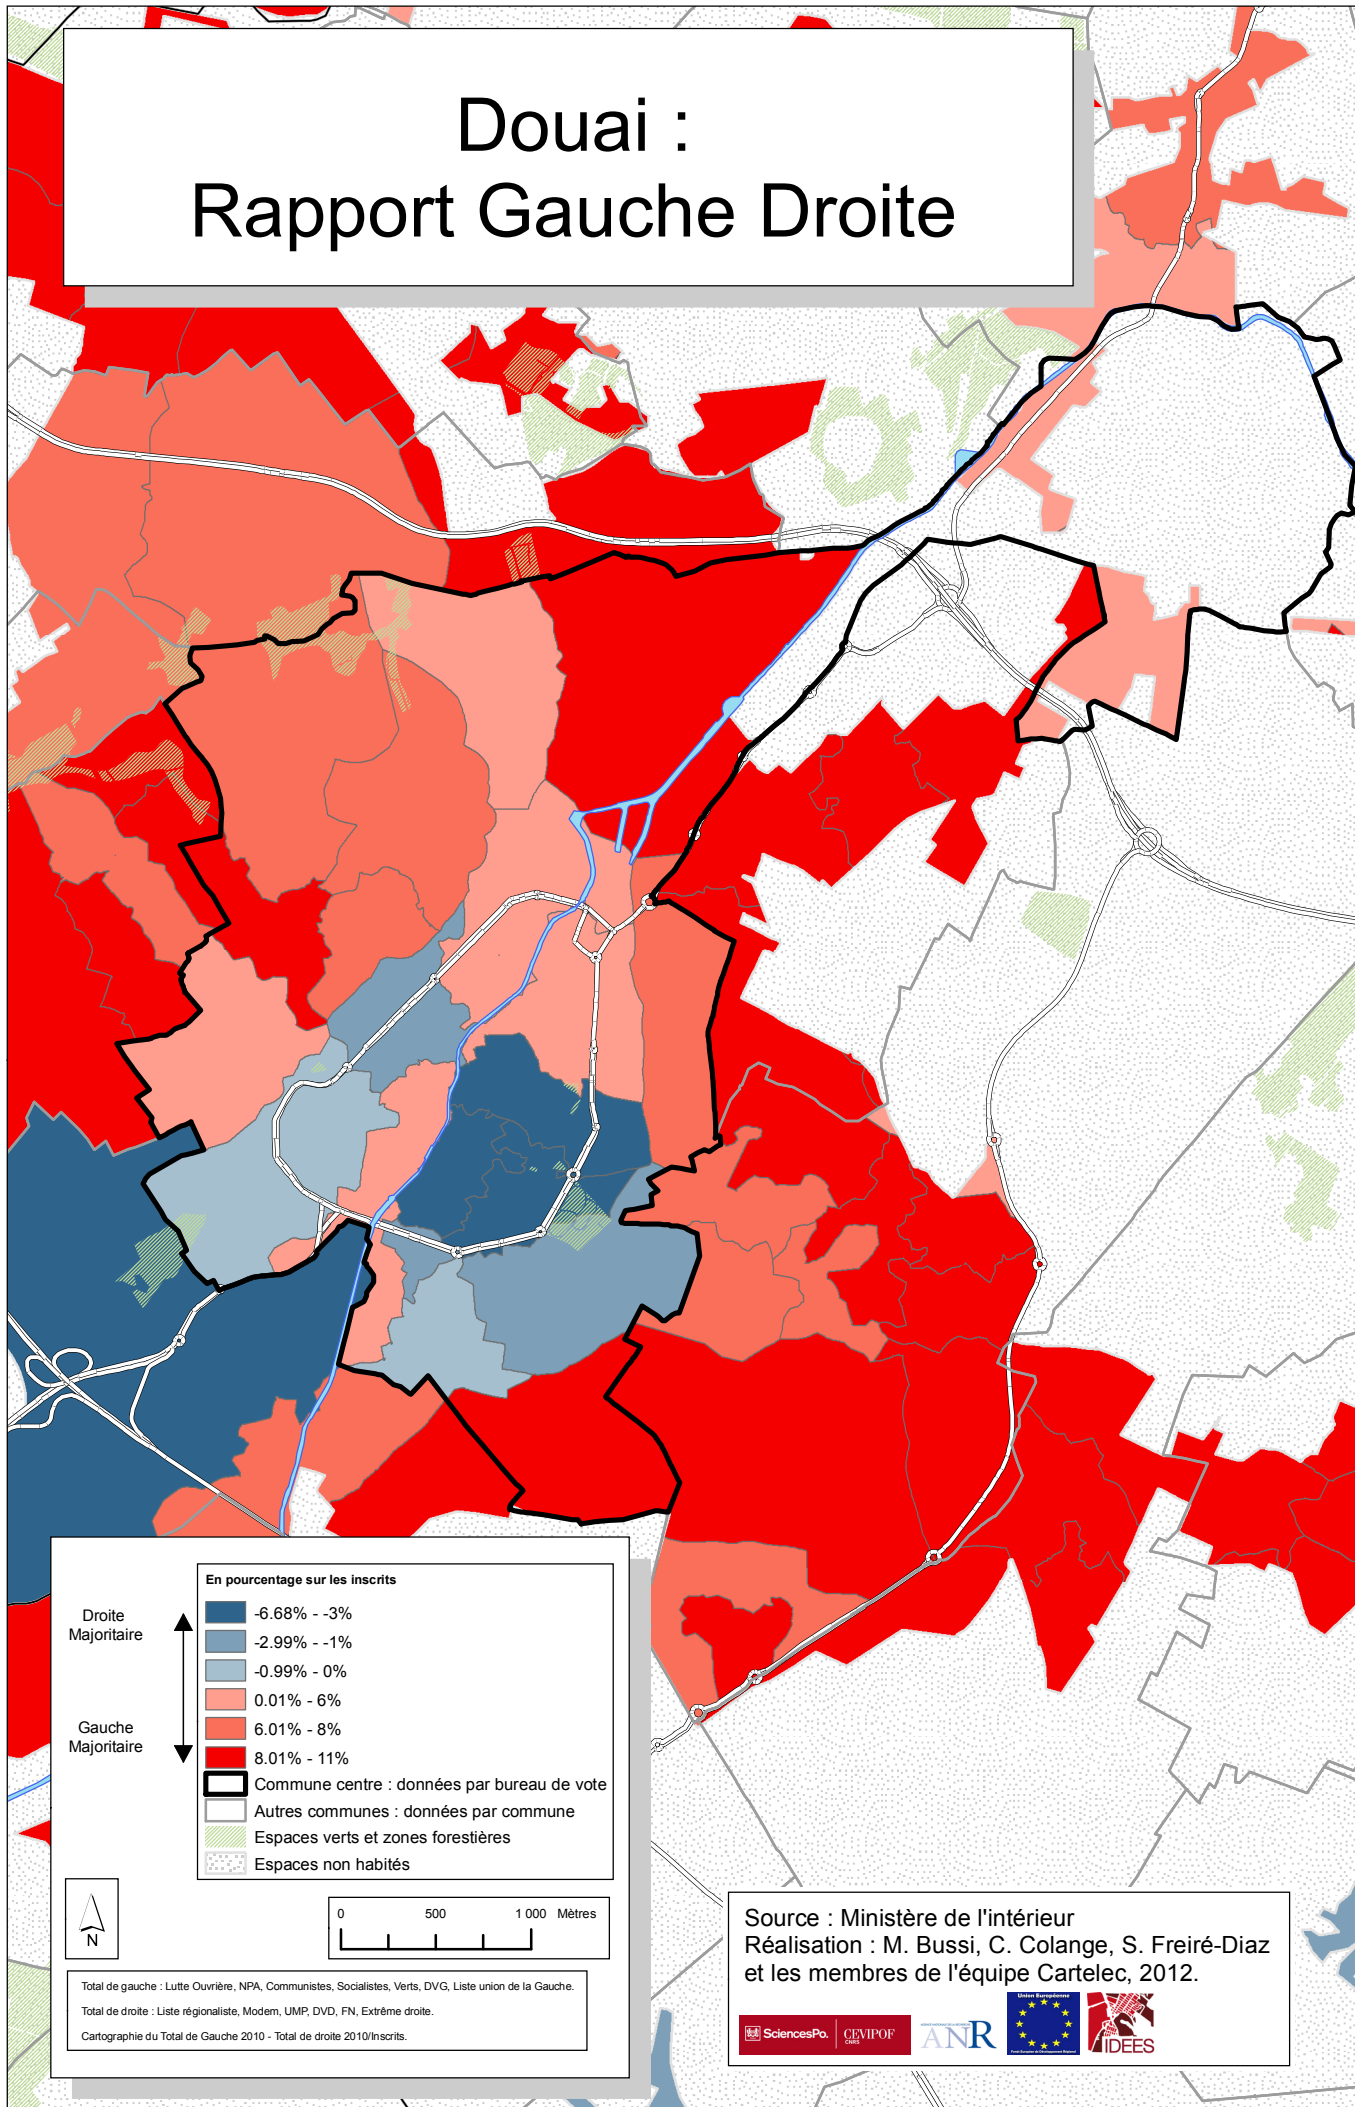 Douai :
Rapport Gauche Droite
En pourcentage sur les inscrits
Droite
Majoritaire
Gauche
Majoritaire
-6.68% - -3%
-2.99% - -1%
-0.99% - 0%
0.01% - 6%
6.01% - 8%
8.01% - 11%
Commune centre : données par bureau de vote
Autres communes : données par commune
Espaces verts et zones forestières
Espaces non habités
N
0 500 1 000 Mètres
Total de gauche : Lutte Ouvrière, NPA, Communistes, Socialistes, Verts, DVG, Liste union de la Gauche.
Total de droite : Liste régionaliste, Modem, UMP, DVD, FN, Extrême droite.
Cartographie du Total de Gauche 2010 - Total de droite 2010/Inscrits.
Source : Ministère de l'intérieur
Réalisation : M. Bussi, C. Colange, S. Freiré-Diaz
et les membres de l'équipe Cartelec, 2012.
SciencesPo.
CEVIPOF
CNRS
ANR
Union Européenne
IDEES